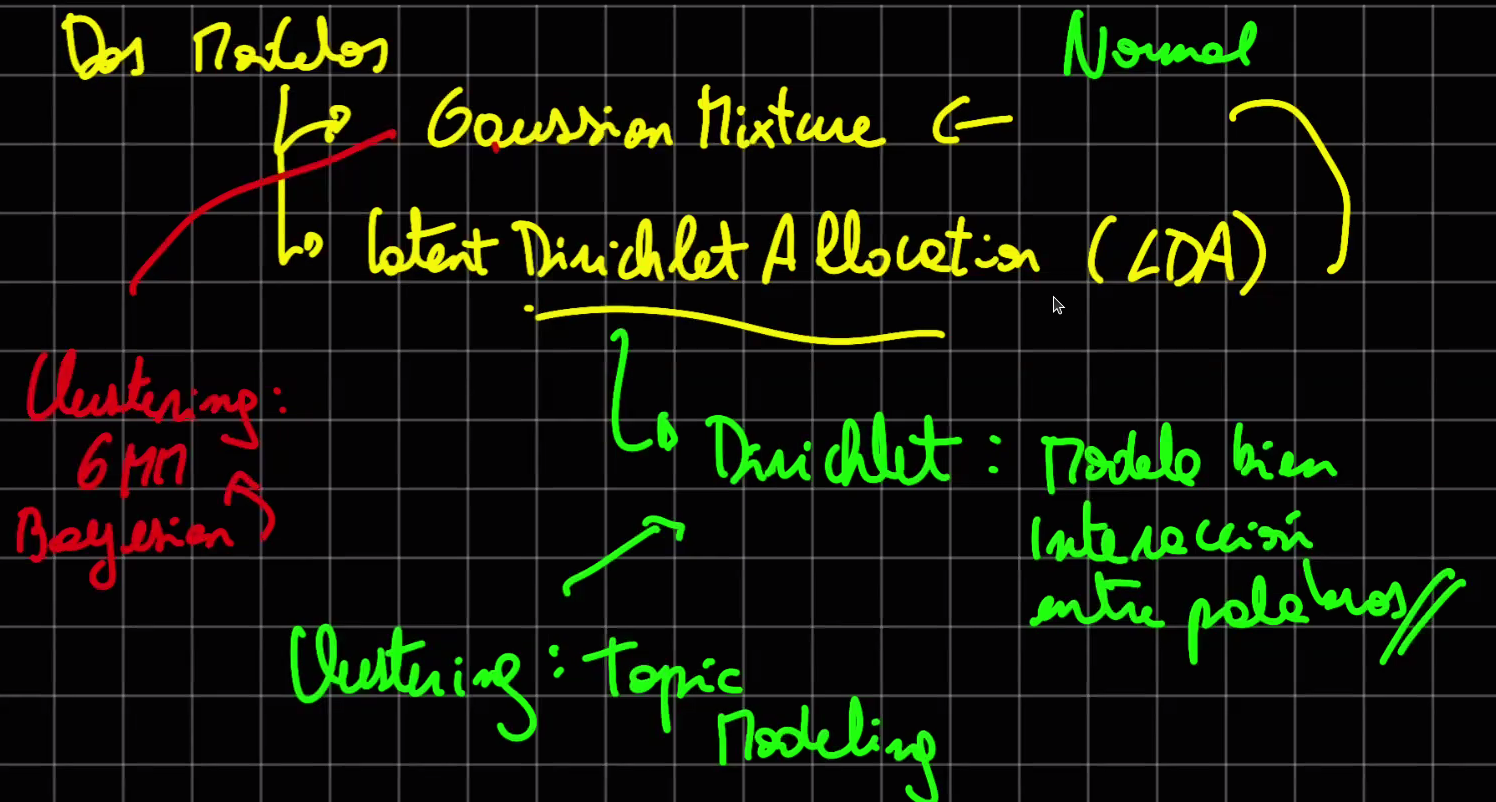 Dos Modelos
Normal
Gaussian Mixture
Latent Dirichlet Allocation (LDA)
Clustering:
GMM
Bayesian
Dirichlet: Modela bien
Interacción
entre palabras
Clustering: Topic
Modeling